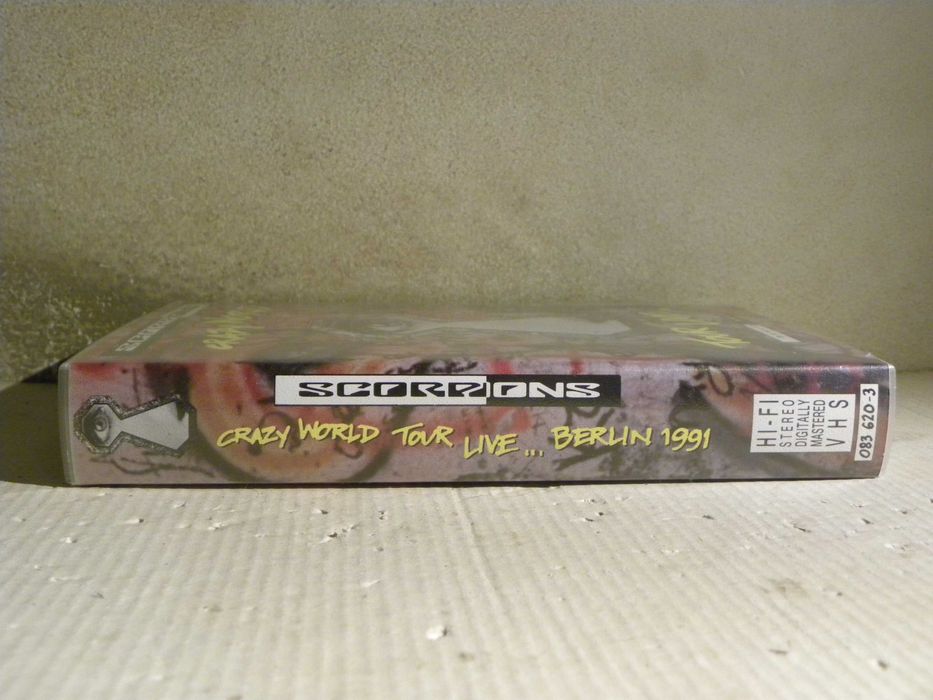 SCORPIONS
CRAZY WORLD TOUR LIVE... BERLIN 1991
HI-FI
STEREO
DIGITALLY
MASTERED
VHS
083 620-3